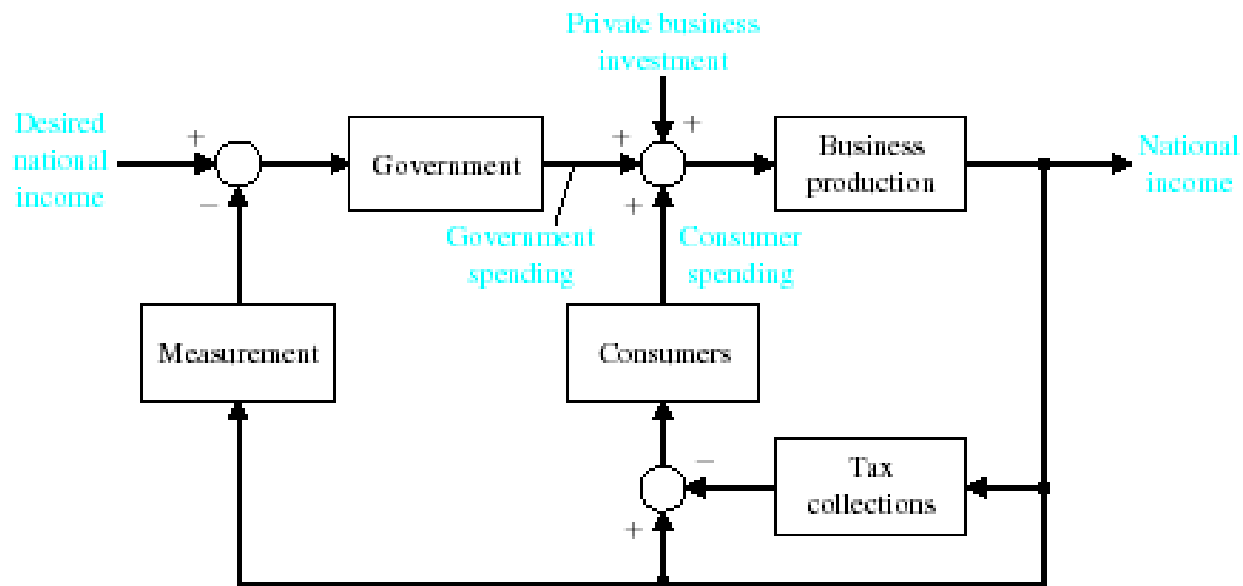 Private business
investment
+
+
+
Desired
national
income
Government
Business
production
National
income
−
+
Government
spending
Consumer
spending
Measurement
Consumers
−
Tax
collections
+